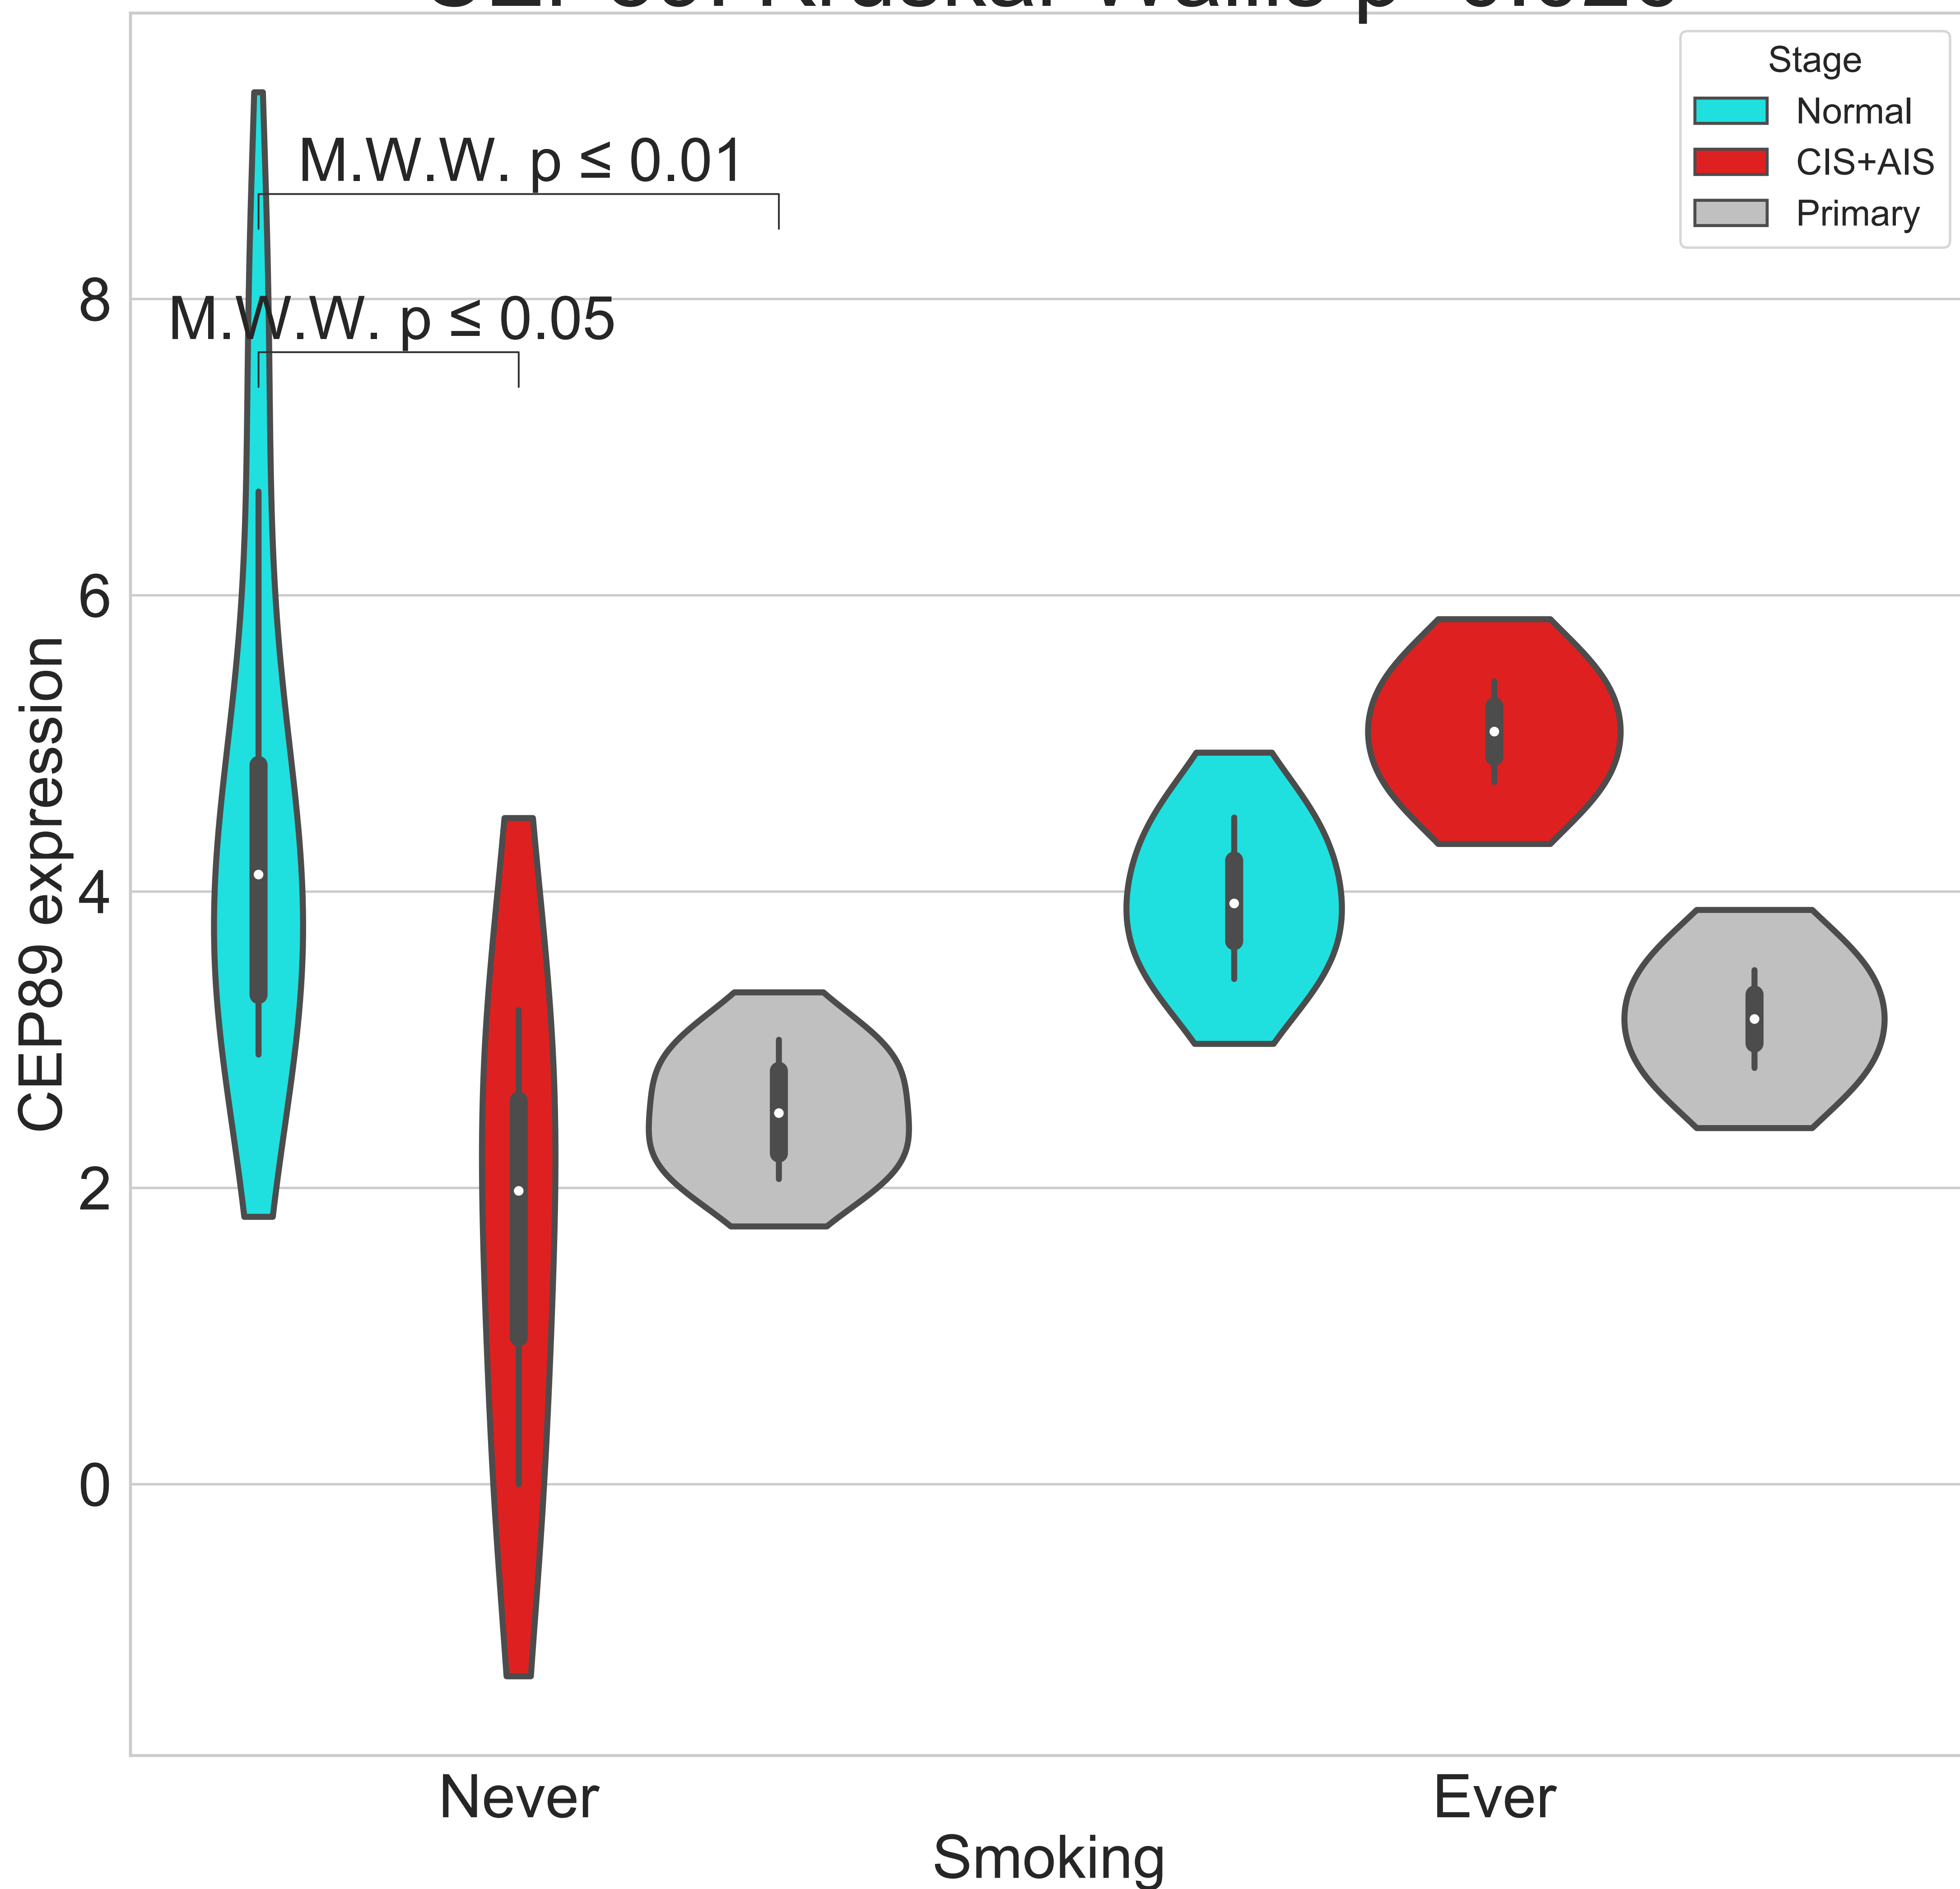 Stage
Normal
CIS+AIS
Primary
M.W.W. p ≤ 0.01
M.W.W. p ≤ 0.05
8
6
4
2
0
CEP89 expression
Never
Ever
Smoking